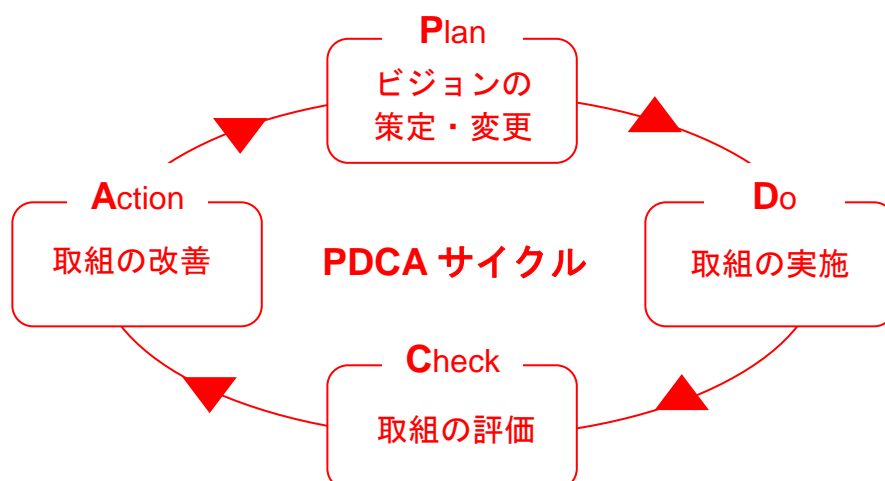 Plan
ビジョンの
策定・変更
Action
取組の改善
PDCA サイクル
Do
取組の実施
Check
取組の評価